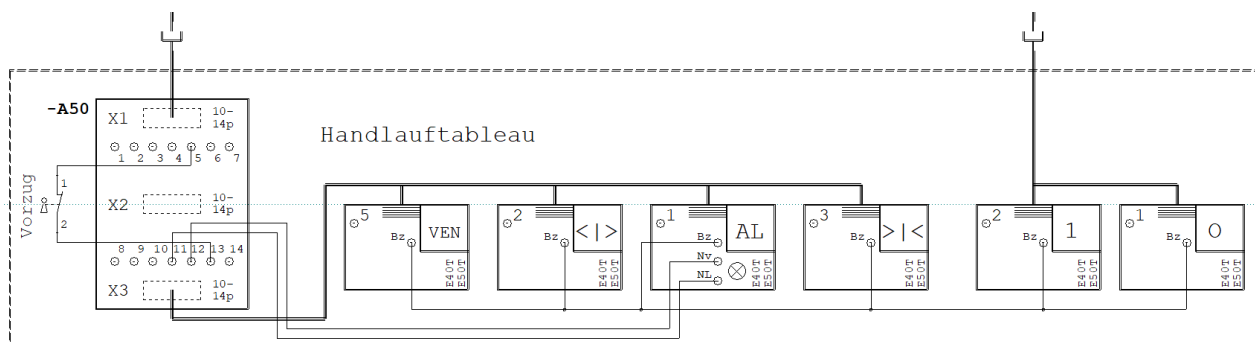 -A50
X1
10-
14p
1 2 3 4 5 6 7
Handlauftableau
Vorzug
1
2
X2
10-
14p
8 9 10 11 12 13 14
X3
10-
14p
5
VEN
Bz
E40T
E50T
2
<|>
Bz
E40T
E50T
1
AL
Bz
Nv
NL
E40T
E50T
3
>|<
Bz
E40T
E50T
2
1
Bz
E40T
E50T
1
O
Bz
E40T
E50T